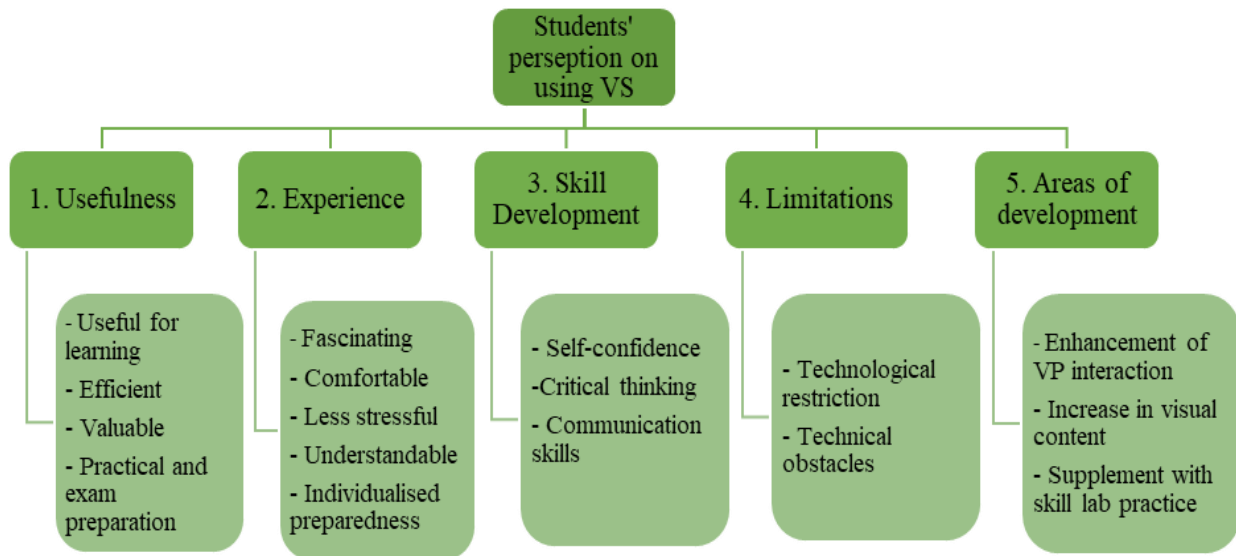 Students'
perseption on
using VS
1. Usefulness
2. Experience
3. Skill
Development
4. Limitations
5. Areas of
development
- Useful for
learning
- Efficient
- Valuable
- Practical and
exam
preparation
- Fascinating
- Comfortable
- Less stressful
- Understandable
- Individualised
preparedness
- Self-confidence
-Critical thinking
- Communication
skills
- Technological
restriction
- Technical
obstacles
- Enhancement of
VP interaction
- Increase in visual
content
- Supplement with
skill lab practice